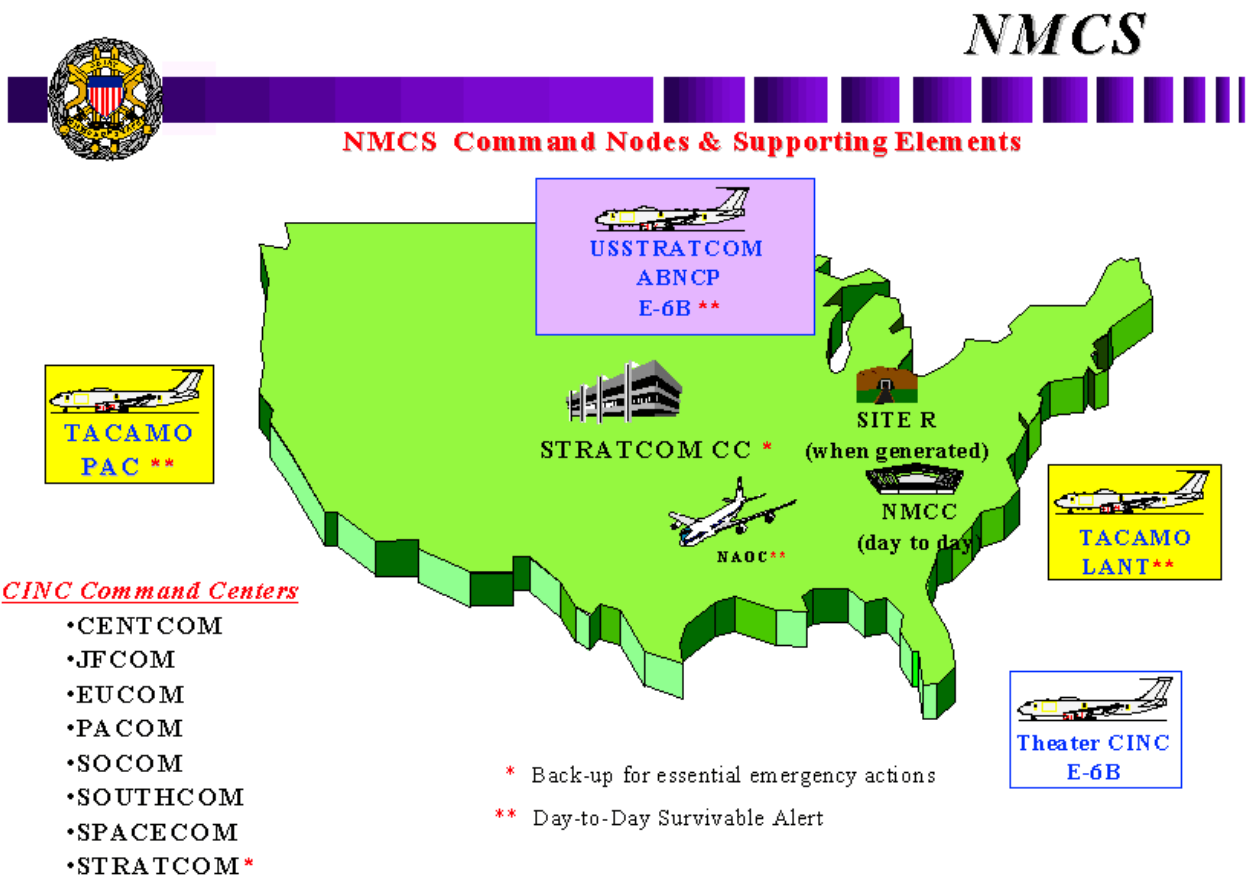 NMCS
NMCS Command Nodes & Supporting Elements
USSTRATCOM
ABNCP
E-6B **
TACAMO
PAC **
STRATCOM CC *
SITE R
(when generated)
NMCC
(day to day)
NAOC**
TACAMO
LANT**
CINC Command Centers
•CENTCOM
•JFCOM
•EUCOM
•PACOM
•SOCOM
•SOUTHCOM
•SPACECOM
•STRATCOM*
Theater CINC
E-6B
* Back-up for essential emergency actions
** Day-to-Day Survivable Alert